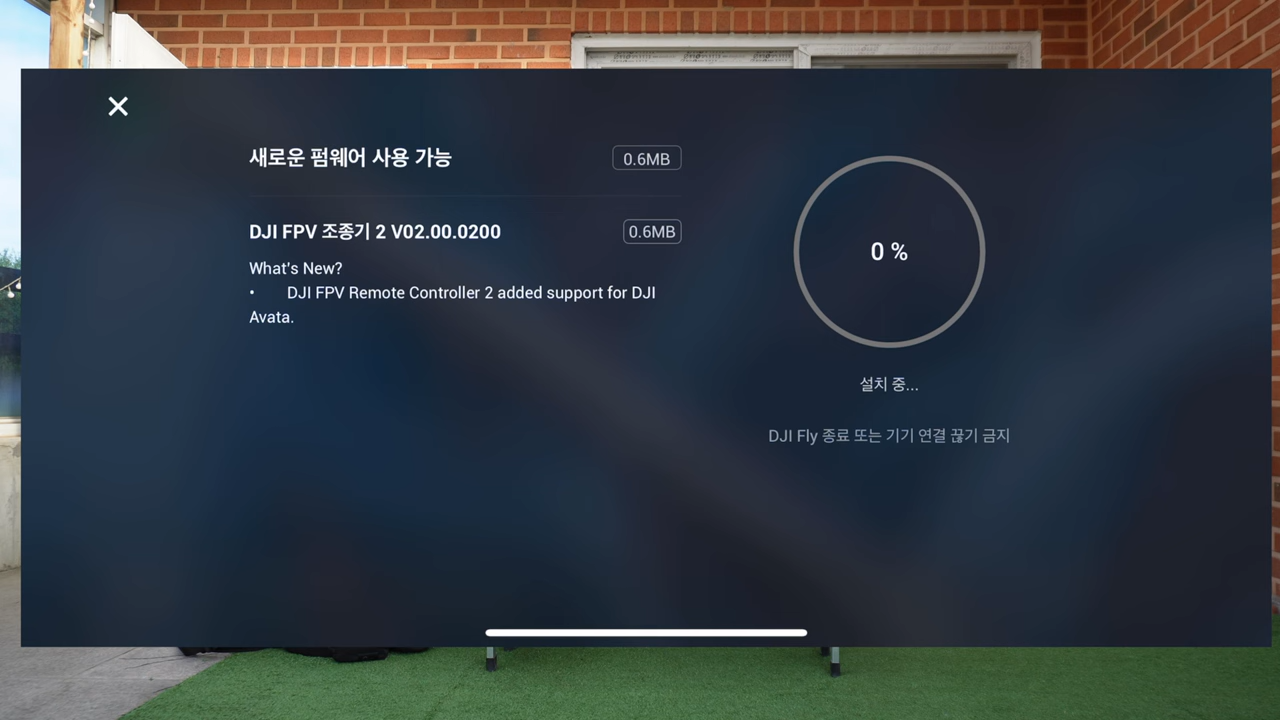 새로운 펌웨어 사용 가능
0.6MB
DJI FPV 조종기 2 V02.00.0200
0.6MB
What's New?
• DJI FPV Remote Controller 2 added support for DJI
Avata.
0 %
설치 중...
DJI Fly 종료 또는 기기 연결 끊기 금지